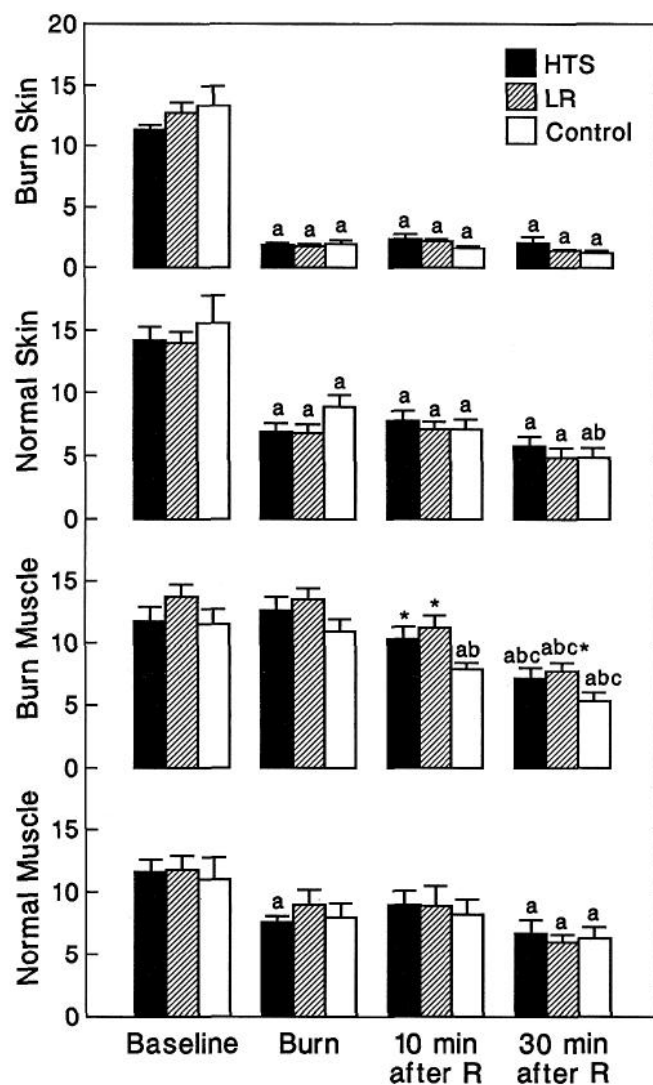 20
15
10
5
0
Burn Skin
HTS
LR
Control
a a a
a a a
a a a
15
10
5
0
Normal Skin
a a a
a a a
a a ab
15
10
5
0
Burn Muscle
* * ab
abc abc* abc
15
10
5
0
Normal Muscle
a
a a a
Baseline Burn 10 min after R 30 min after R